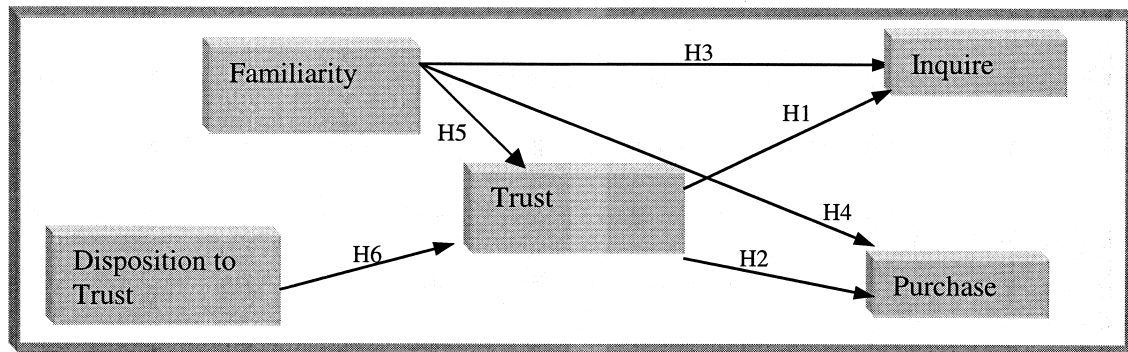 Familiarity
H3
Inquire
H1
H5
Trust
H4
Disposition to
Trust
H6
H2
Purchase